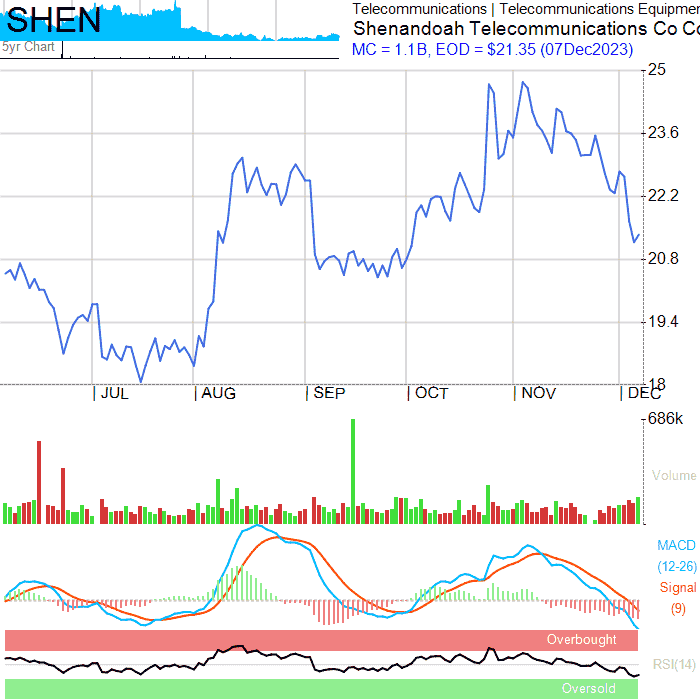 SHEN
5yr Chart
Telecommunications | Telecommunications Equipmen
Shenandoah Telecommunications Co Co
MC = 1.1B, EOD = $21.35 (07Dec2023)
25
23.6
22.2
20.8
19.4
18
JUL
AUG
SEP
OCT
NOV
DEC
686k
Volume
MACD
(12-26)
Signal
(9)
Overbought
RSI(14)
Oversold